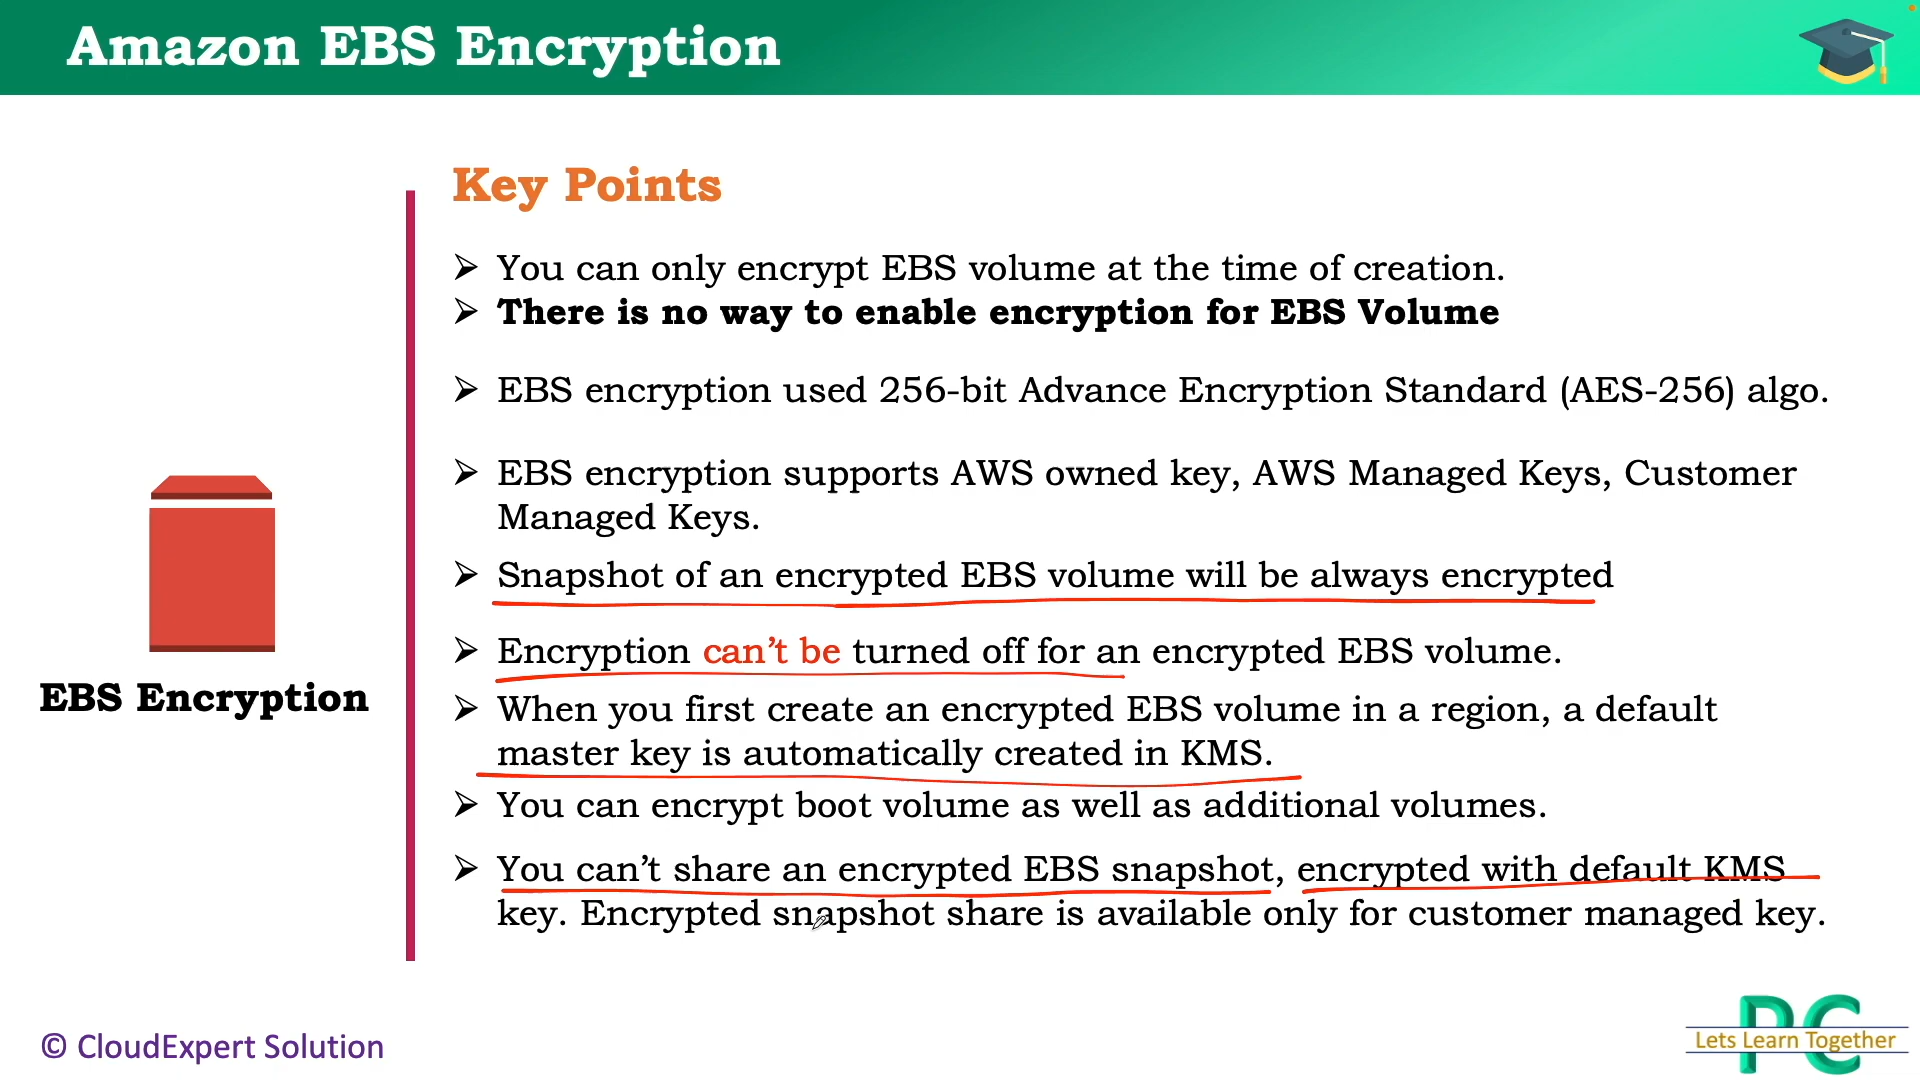 Amazon EBS Encryption
Key Points
➢ You can only encrypt EBS volume at the time of creation.
➢ There is no way to enable encryption for EBS Volume
➢ EBS encryption used 256-bit Advance Encryption Standard (AES-256) algo.
➢ EBS encryption supports AWS owned key, AWS Managed Keys, Customer
Managed Keys.
➢ Snapshot of an encrypted EBS volume will be always encrypted
➢ Encryption can’t be turned off for an encrypted EBS volume.
➢ When you first create an encrypted EBS volume in a region, a default
master key is automatically created in KMS.
➢ You can encrypt boot volume as well as additional volumes.
➢ You can’t share an encrypted EBS snapshot, encrypted with default KMS
key. Encrypted snapshot share is available only for customer managed key.
EBS Encryption
© CloudExpert Solution
PC
Lets Learn Together